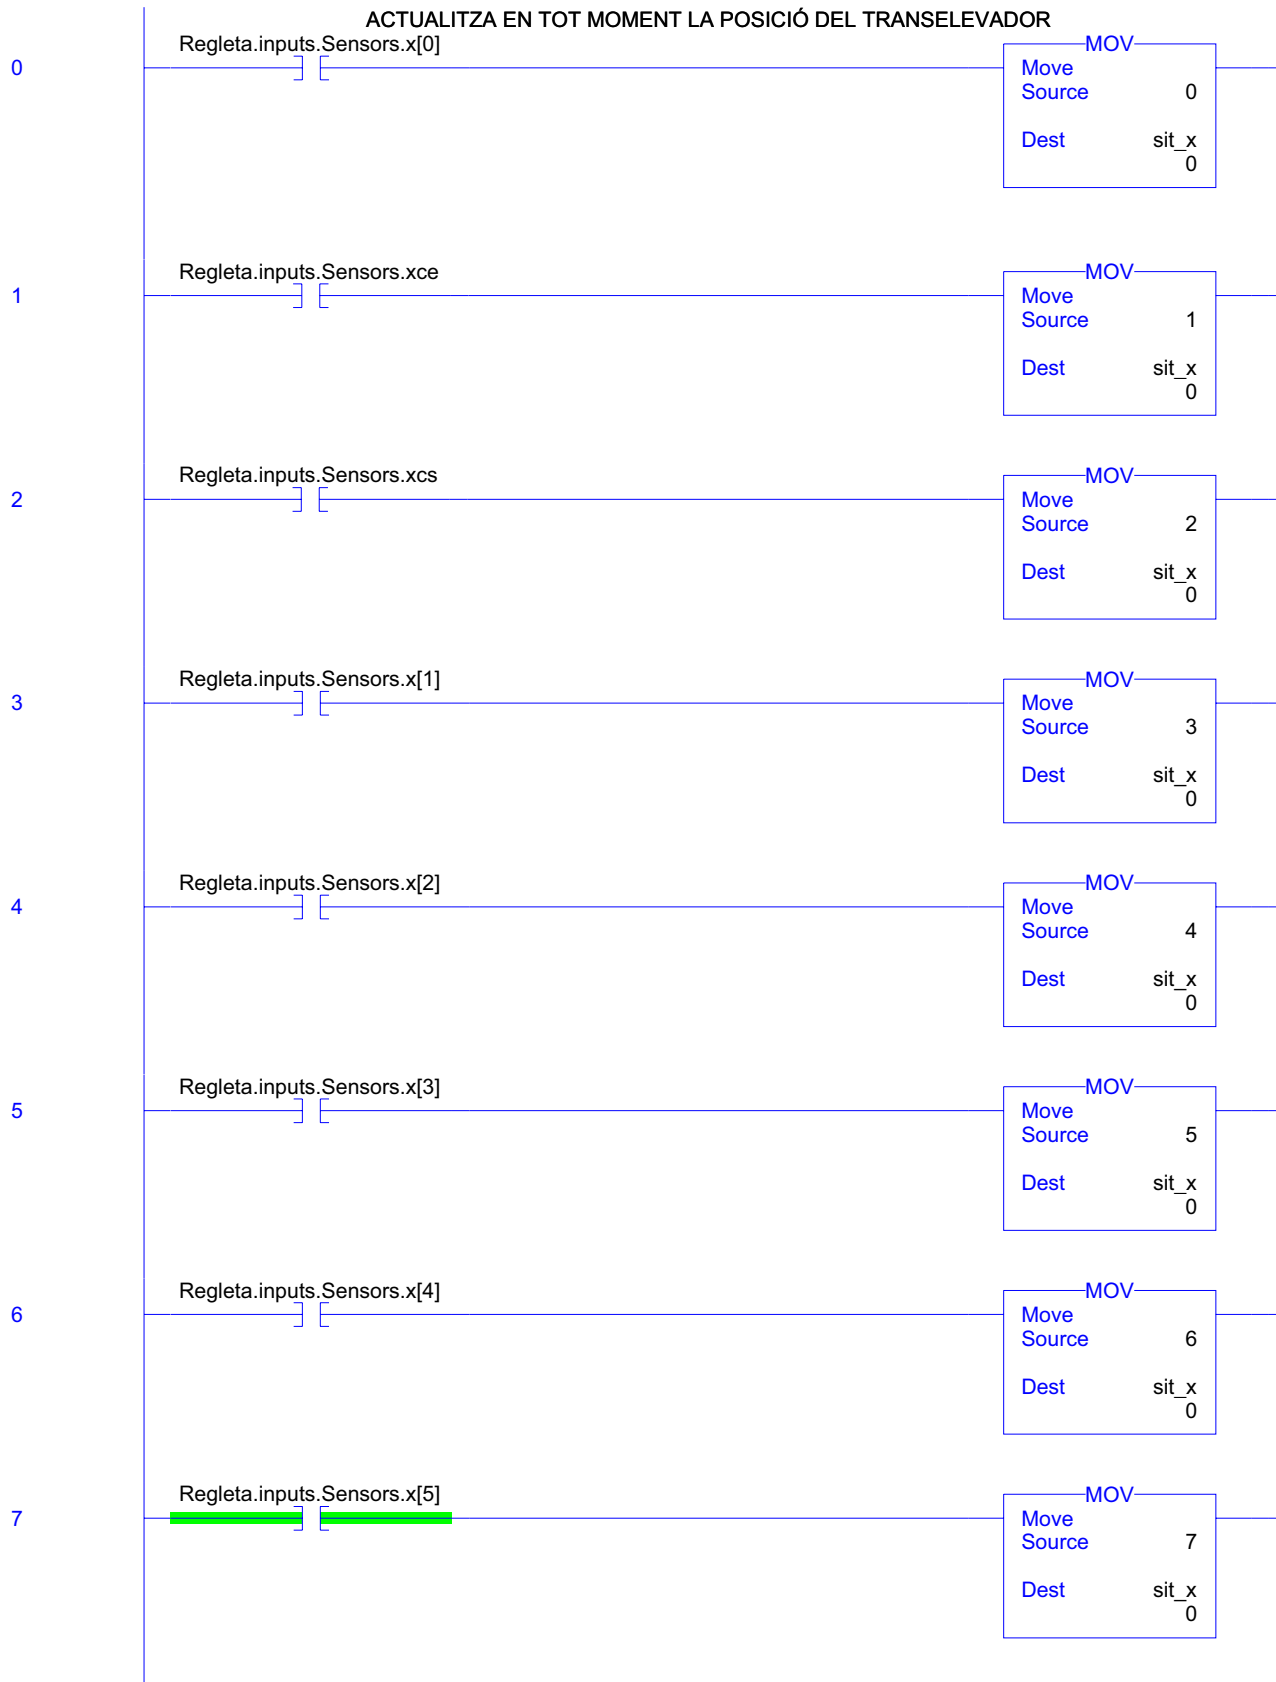 ACTUALITZA EN TOT MOMENT LA POSICIÓ DEL TRANSELEVADOR
Regleta.inputs.Sensors.x[0]
MOV
0
Move
Source 0
Dest sit_x
0
Regleta.inputs.Sensors.xce
MOV
1
Move
Source 1
Dest sit_x
0
Regleta.inputs.Sensors.xcs
MOV
2
Move
Source 2
Dest sit_x
0
Regleta.inputs.Sensors.x[1]
MOV
3
Move
Source 3
Dest sit_x
0
Regleta.inputs.Sensors.x[2]
MOV
4
Move
Source 4
Dest sit_x
0
Regleta.inputs.Sensors.x[3]
MOV
5
Move
Source 5
Dest sit_x
0
Regleta.inputs.Sensors.x[4]
MOV
6
Move
Source 6
Dest sit_x
0
Regleta.inputs.Sensors.x[5]
MOV
7
Move
Source 7
Dest sit_x
0